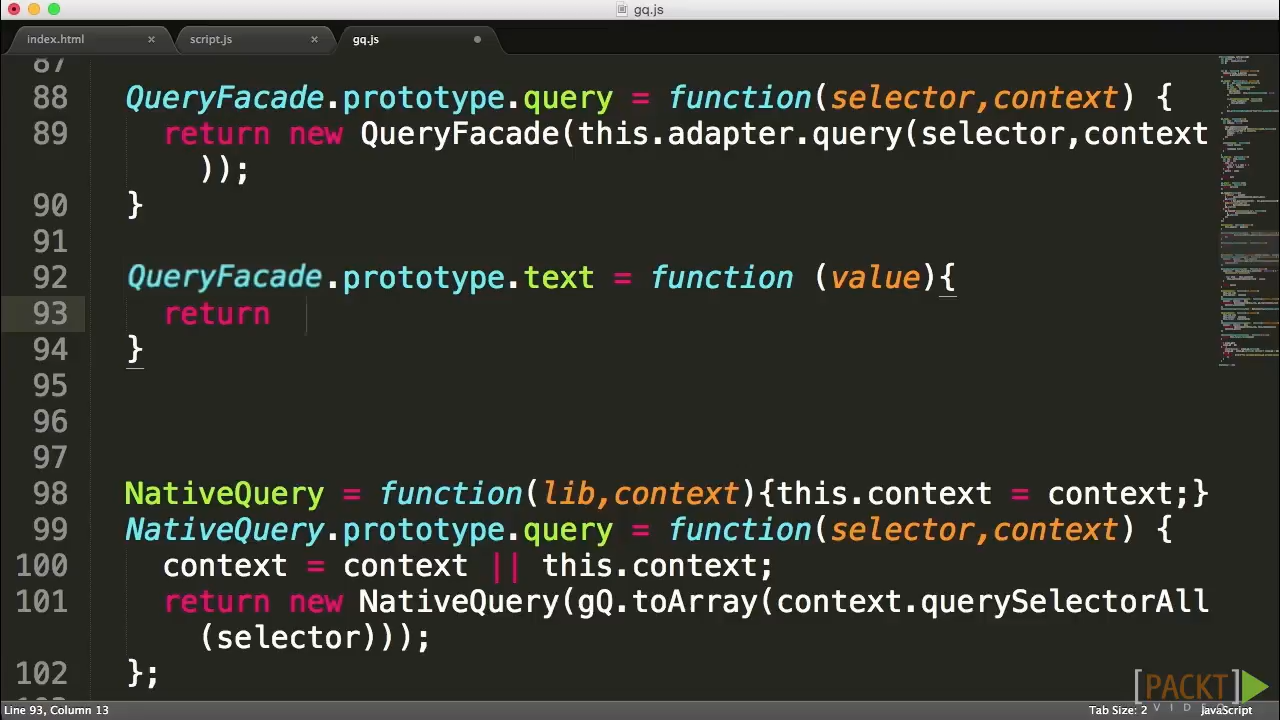 gq.js
index.html × script.js × gq.js
87
88 QueryFacade.prototype.query = function(selector,context) {
89 return new QueryFacade(this.adapter.query(selector,context
));
90 }
91
92 QueryFacade.prototype.text = function (value){
93 return
94 }
95
96
97
98 NativeQuery = function(lib,context){this.context = context;}
99 NativeQuery.prototype.query = function(selector,context) {
100 context = context || this.context;
101 return new NativeQuery(gQ.toArray(context.querySelectorAll
(selector)));
102 };
[PACKT]
VIDEO
Line 93, Column 13 Tab Size: 2 JavaScript